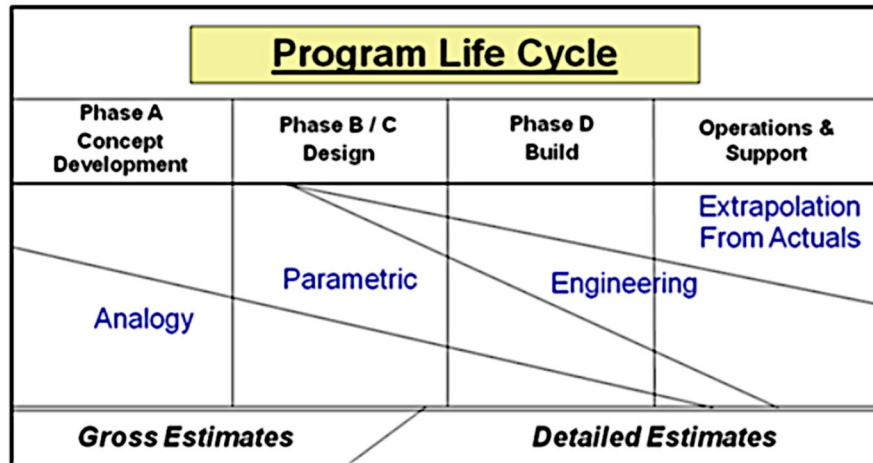 Program Life Cycle
Phase A
Concept
Development
Phase B / C
Design
Phase D
Build
Operations &
Support
Extrapolation
From Actuals
Parametric
Engineering
Analogy
Gross Estimates
Detailed Estimates